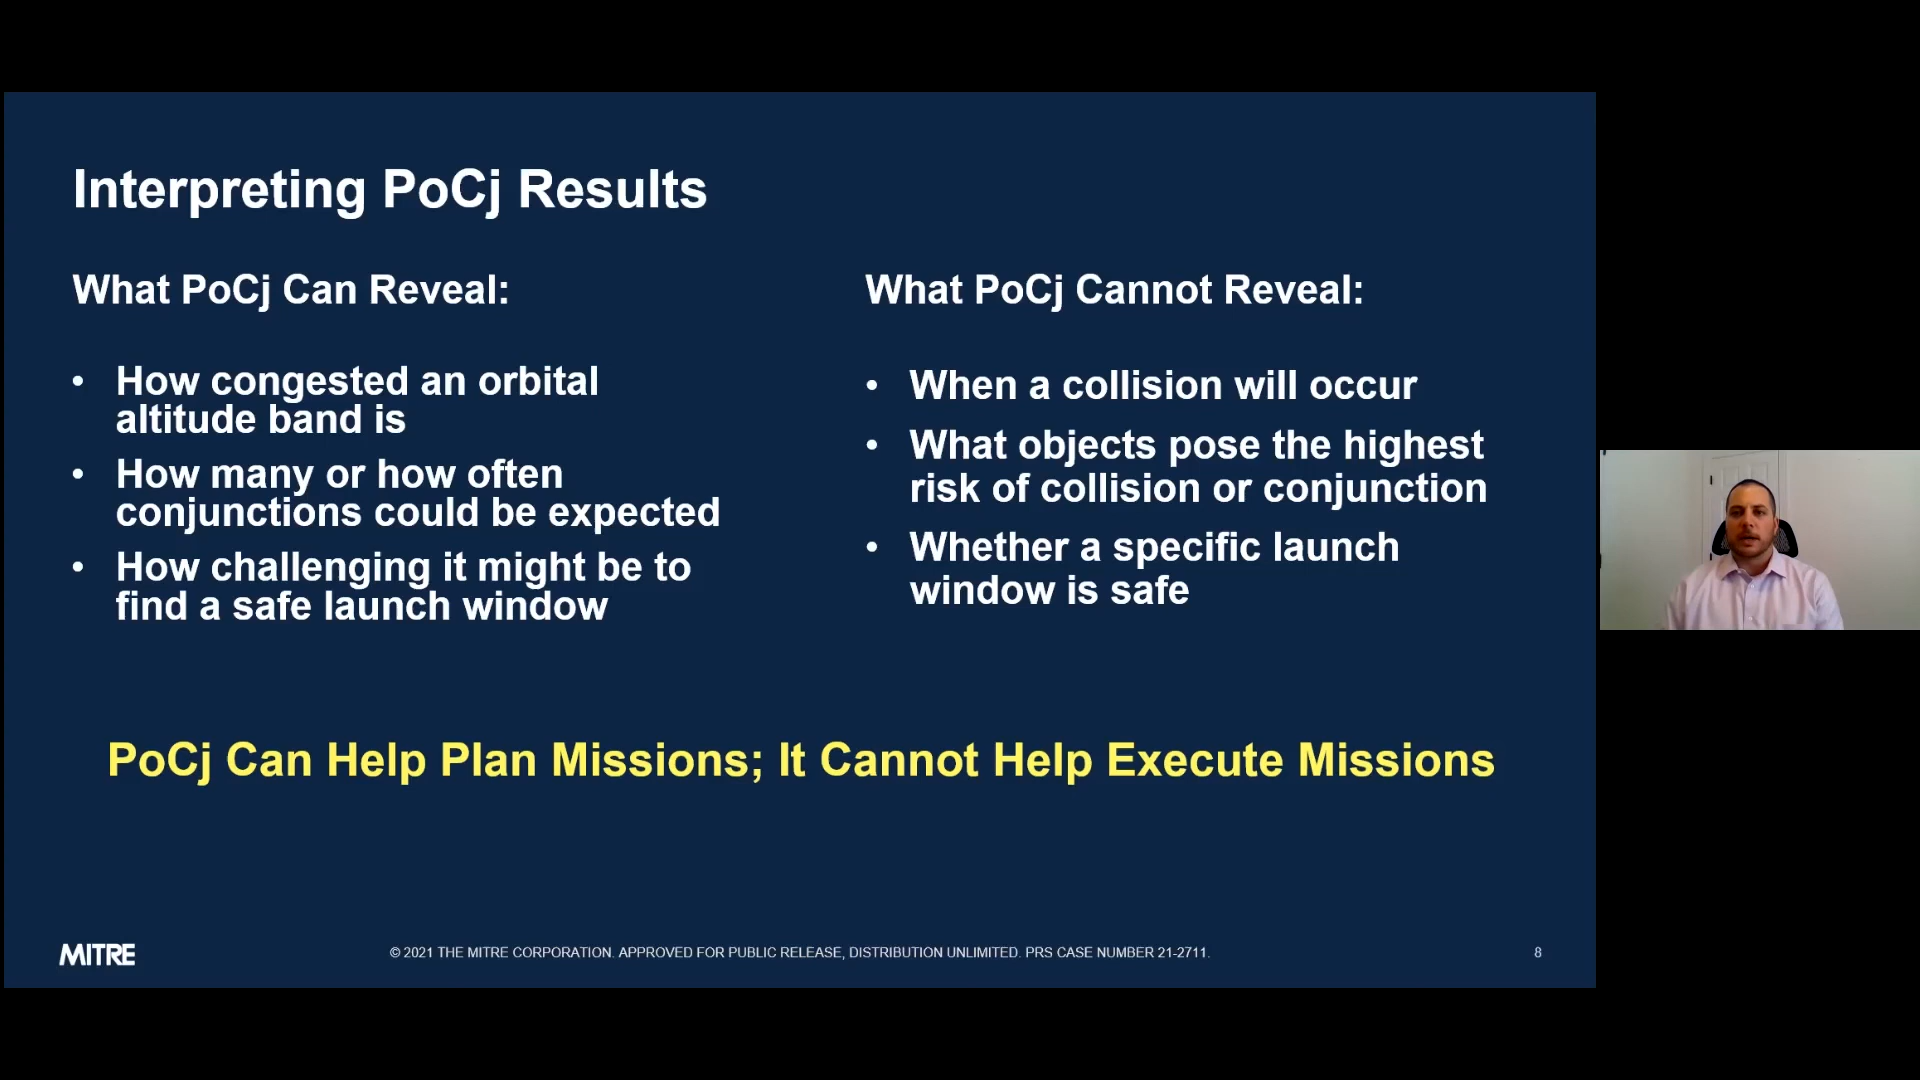 Interpreting PoCj Results
What PoCj Can Reveal:
• How congested an orbital
altitude band is
• How many or how often
conjunctions could be expected
• How challenging it might be to
find a safe launch window
What PoCj Cannot Reveal:
• When a collision will occur
• What objects pose the highest
risk of collision or conjunction
• Whether a specific launch
window is safe
PoCj Can Help Plan Missions; It Cannot Help Execute Missions
MITRE
© 2021 THE MITRE CORPORATION. APPROVED FOR PUBLIC RELEASE, DISTRIBUTION UNLIMITED. PRS CASE NUMBER 21-2711.
8